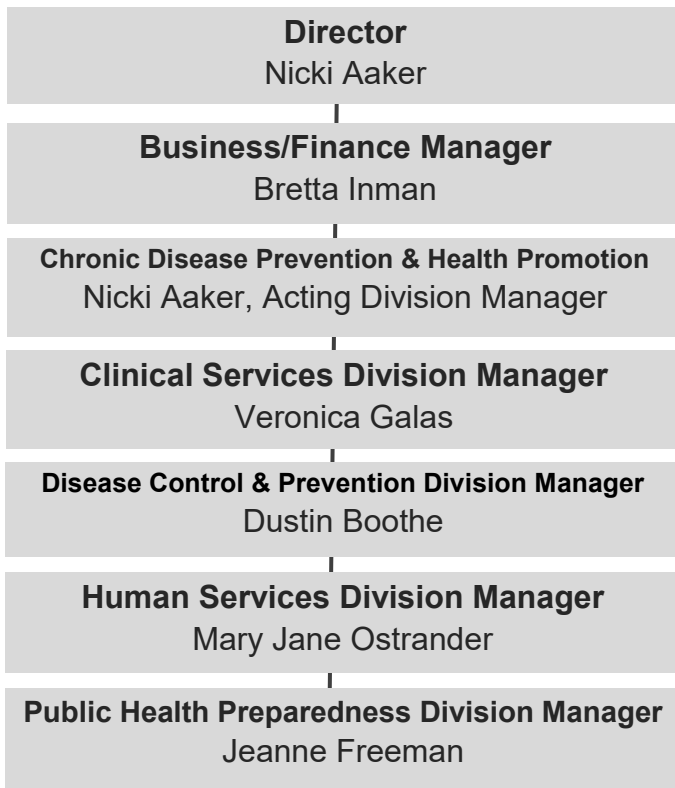 Director
Nicki Aaker
Business/Finance Manager
Bretta Inman
Chronic Disease Prevention & Health Promotion
Nicki Aaker, Acting Division Manager
Clinical Services Division Manager
Veronica Galas
Disease Control & Prevention Division Manager
Dustin Boothe
Human Services Division Manager
Mary Jane Ostrander
Public Health Preparedness Division Manager
Jeanne Freeman